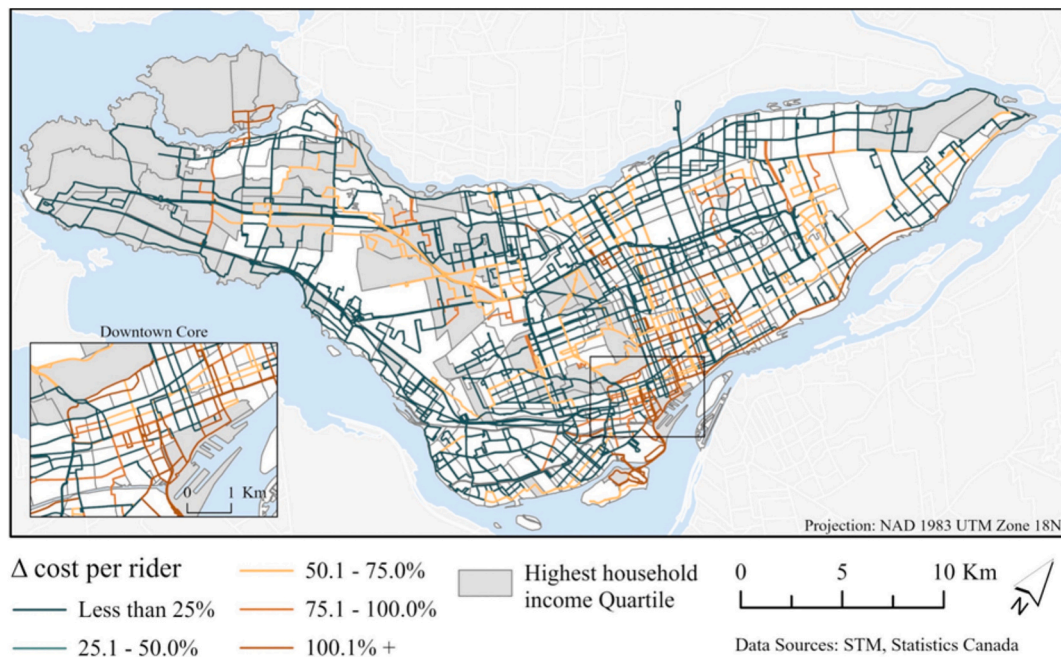 Downtown Core
0 1 Km
Projection: NAD 1983 UTM Zone 18N
Δ cost per rider
Less than 25%
25.1 - 50.0%
50.1 - 75.0%
75.1 - 100.0%
100.1% +
Highest household
income Quartile
0 5 10 Km
N
Data Sources: STM, Statistics Canada